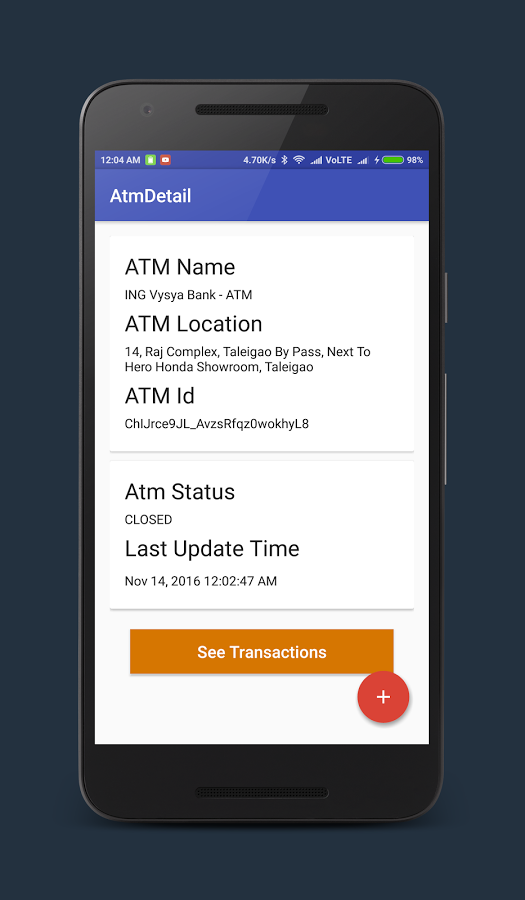 12:04 AM 4.70K/s VoLTE 98%
AtmDetail
ATM Name
ING Vysya Bank - ATM
ATM Location
14, Raj Complex, Taleigao By Pass, Next To
Hero Honda Showroom, Taleigao
ATM Id
ChIJrce9JL_AvzsRfqz0wokhyL8
Atm Status
CLOSED
Last Update Time
Nov 14, 2016 12:02:47 AM
See Transactions
+